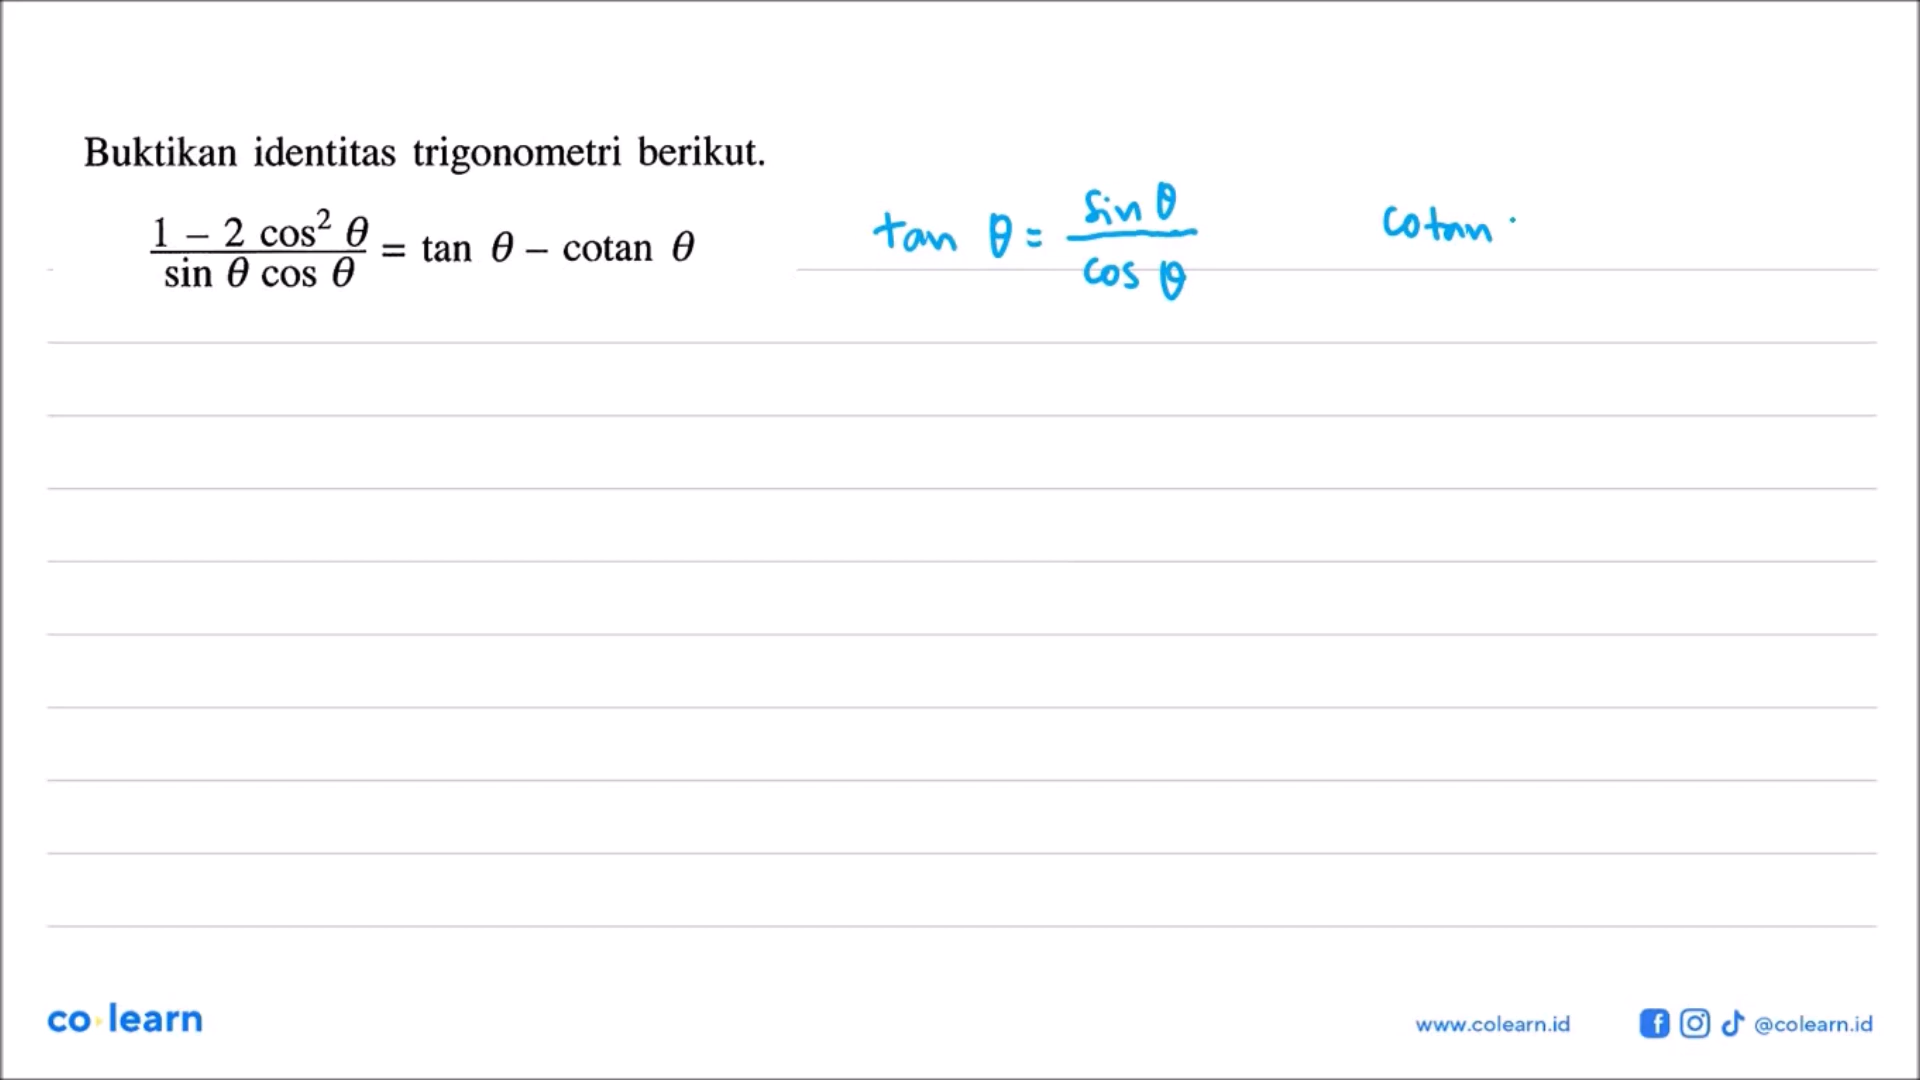 Buktikan identitas trigonometri berikut.
1 – 2 cos² θ / sin θ cos θ = tan θ – cotan θ
tan θ = sin θ / cos θ
cotan
co learn
www.colearn.id
@colearn.id